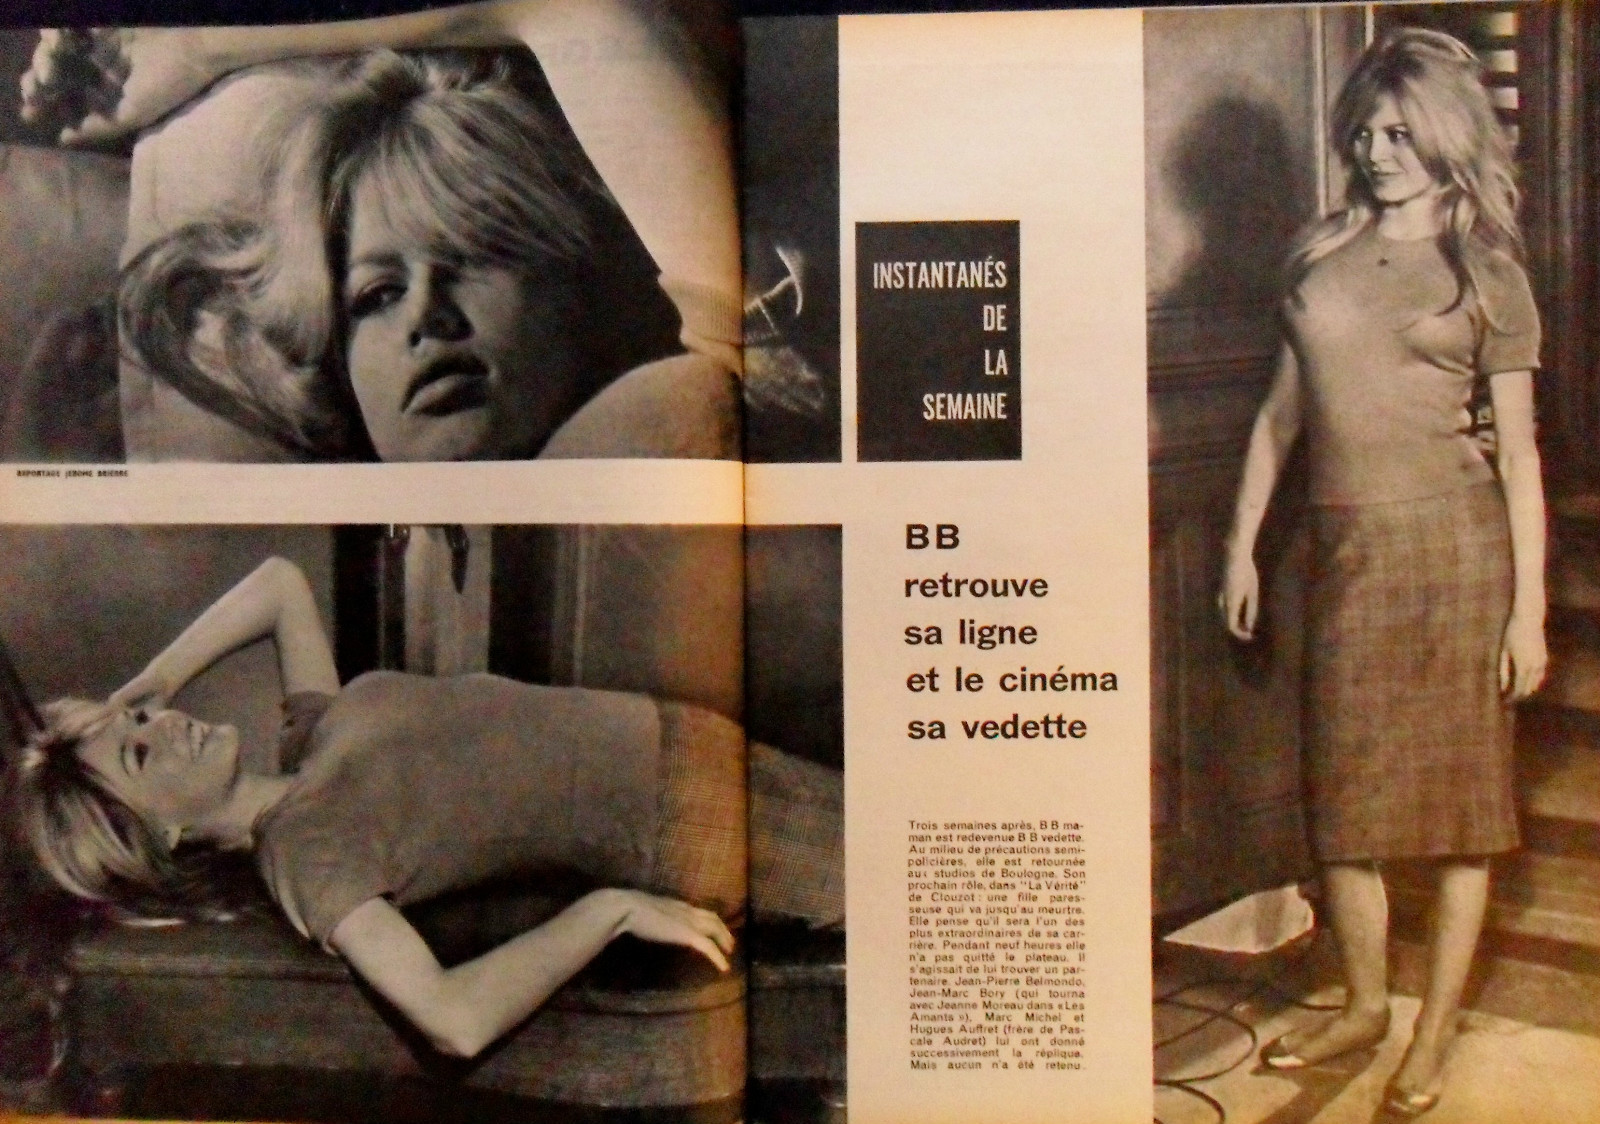 REPORTAGE JEROME BRIERRE
INSTANTANÉS
DE
LA
SEMAINE
BB
retrouve
sa ligne
et le cinéma
sa vedette
Trois semaines après, B B ma-
man est redevenue B B vedette.
Au milieu de précautions semi-
policières, elle est retournée
aux studios de Boulogne. Son
prochain rôle, dans "La Vérité"
de Clouzot : une fille pares-
seuse qui va jusqu'au meurtre.
Elle pense qu'il sera l'un des
plus extraordinaires de sa car-
rière. Pendant neuf heures elle
n'a pas quitté le plateau. Il
s'agissait de lui trouver un par-
tenaire. Jean-Pierre Belmondo,
Jean-Marc Bory (qui tourna
avec Jeanne Moreau dans «Les
Amants»), Marc Michel et
Hugues Auffret (frère de Pas-
cale Audret) lui ont donné
successivement la réplique.
Mais aucun n'a été retenu.